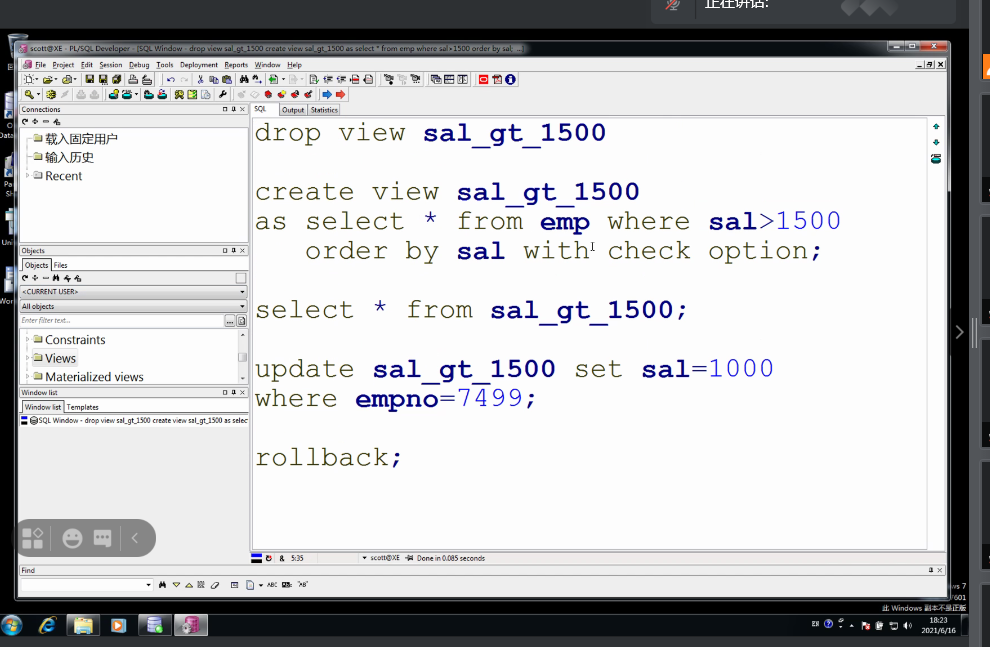 正在讲话:
scott@XE - PL/SQL Developer - [SQL Window - drop view sal_gt_1500 create view sal_gt_1500 as select * from emp where sal>1500 order by sal ...]
File Project Edit Session Debug Tools Deployment Reports Window Help
Connections
载入固定用户
输入历史
Recent
Objects
Objects Files
<CURRENT USER>
All objects
Enter filter text...
Constraints
Views
Materialized views
Window list
Window list Templates
SQL Window - drop view sal_gt_1500 create view sal_gt_1500 as selec
SQL Output Statistics
drop view sal_gt_1500
create view sal_gt_1500
as select * from emp where sal>1500
order by sal with check option;
select * from sal_gt_1500;
update sal_gt_1500 set sal=1000
where empno=7499;
rollback;
& 5:35 scott@XE Done in 0.085 seconds
Find
ABC "AB"
此 Windows 副本不是正版
18:23
2021/6/16